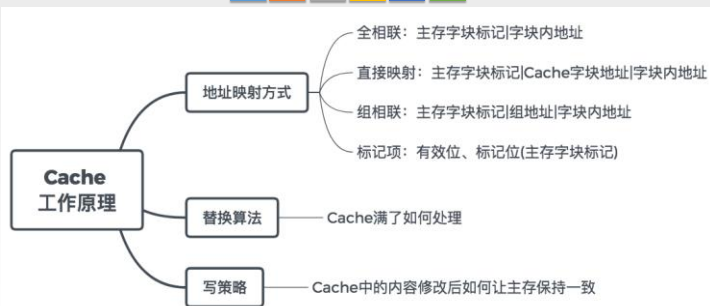 全相联：主存字块标记|字块内地址
直接映射：主存字块标记|Cache字块地址|字块内地址
地址映射方式
组相联：主存字块标记|组地址|字块内地址
标记项：有效位、标记位(主存字块标记)
Cache
工作原理
替换算法
Cache满了如何处理
写策略
Cache中的内容修改后如何让主存保持一致